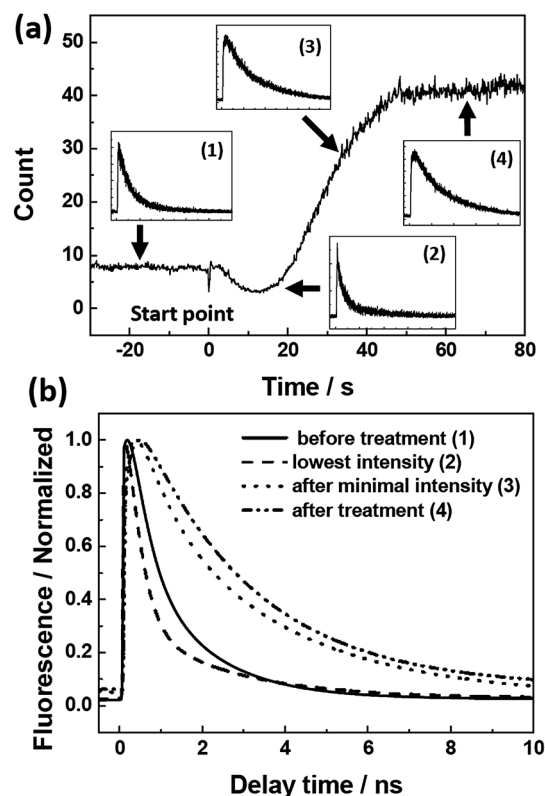 (a)
50
40
30
20
10
0
Count
(1)
(2)
(3)
(4)
Start point
-20 0 20 40 60 80
Time / s
(b)
1.0
0.8
0.6
0.4
0.2
0.0
Fluorescence / Normalized
before treatment (1)
lowest intensity (2)
after minimal intensity (3)
after treatment (4)
0 2 4 6 8 10
Delay time / ns